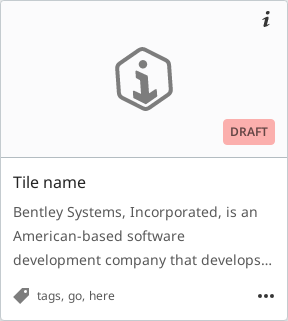 DRAFT
Tile name
Bentley Systems, Incorporated, is an
American-based software
development company that develops...
tags, go, here